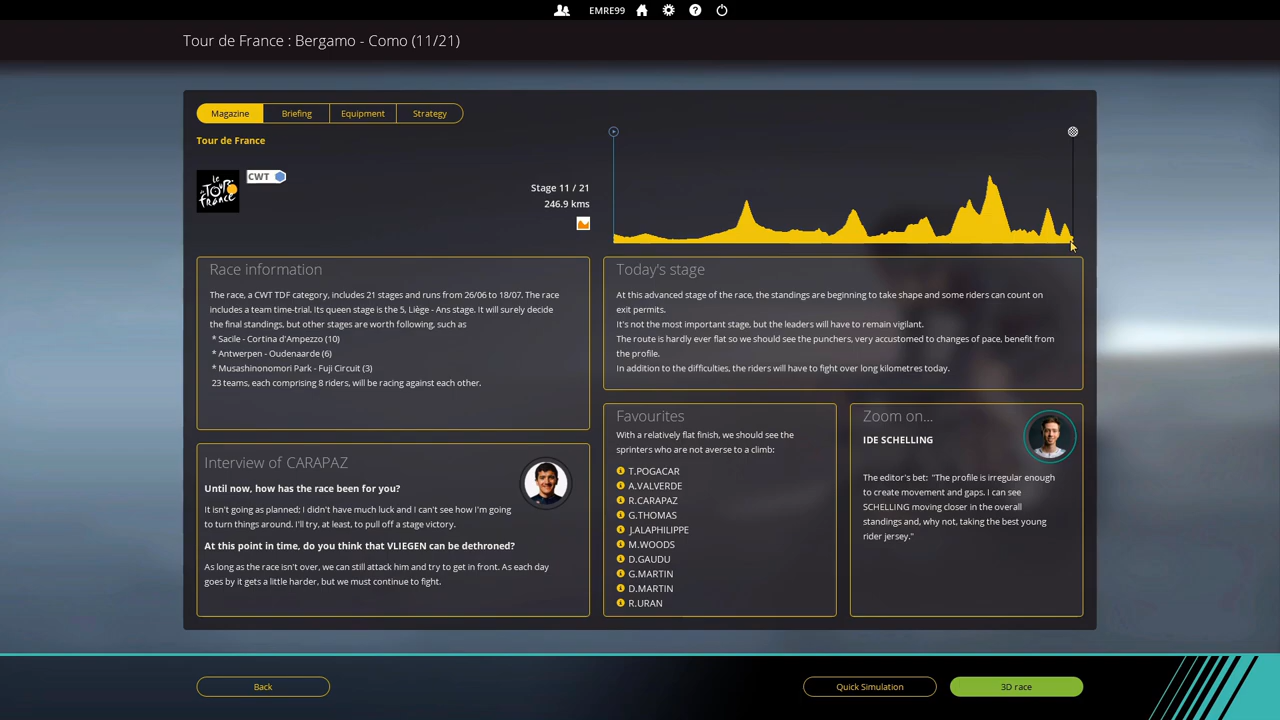 EMRE99
Tour de France : Bergamo - Como (11/21)
Magazine
Briefing
Equipment
Strategy
Tour de France
le
TOUR
france
CWT
Stage 11 / 21
246.9 kms
Race information
The race, a CWT TDF category, includes 21 stages and runs from 26/06 to 18/07. The race
includes a team time-trial. Its queen stage is the 5, Liège - Ans stage. It will surely decide
the final standings, but other stages are worth following, such as
* Sacile - Cortina d'Ampezzo (10)
* Antwerpen - Oudenaarde (6)
* Musashinonomori Park - Fuji Circuit (3)
23 teams, each comprising 8 riders, will be racing against each other.
Today's stage
At this advanced stage of the race, the standings are beginning to take shape and some riders can count on
exit permits.
It's not the most important stage, but the leaders will have to remain vigilant.
The route is hardly ever flat so we should see the punchers, very accustomed to changes of pace, benefit from
the profile.
In addition to the difficulties, the riders will have to fight over long kilometres today.
Interview of CARAPAZ
Until now, how has the race been for you?
It isn't going as planned; I didn't have much luck and I can't see how I'm going
to turn things around. I'll try, at least, to pull off a stage victory.
At this point in time, do you think that VLIEGEN can be dethroned?
As long as the race isn't over, we can still attack him and try to get in front. As each day
goes by it gets a little harder, but we must continue to fight.
Favourites
With a relatively flat finish, we should see the
sprinters who are not averse to a climb:
T.POGACAR
A.VALVERDE
R.CARAPAZ
G.THOMAS
J.ALAPHILIPPE
M.WOODS
D.GAUDU
G.MARTIN
D.MARTIN
R.URAN
Zoom on...
IDE SCHELLING
The editor's bet: "The profile is irregular enough
to create movement and gaps. I can see
SCHELLING moving closer in the overall
standings and, why not, taking the best young
rider jersey."
Back
Quick Simulation
3D race